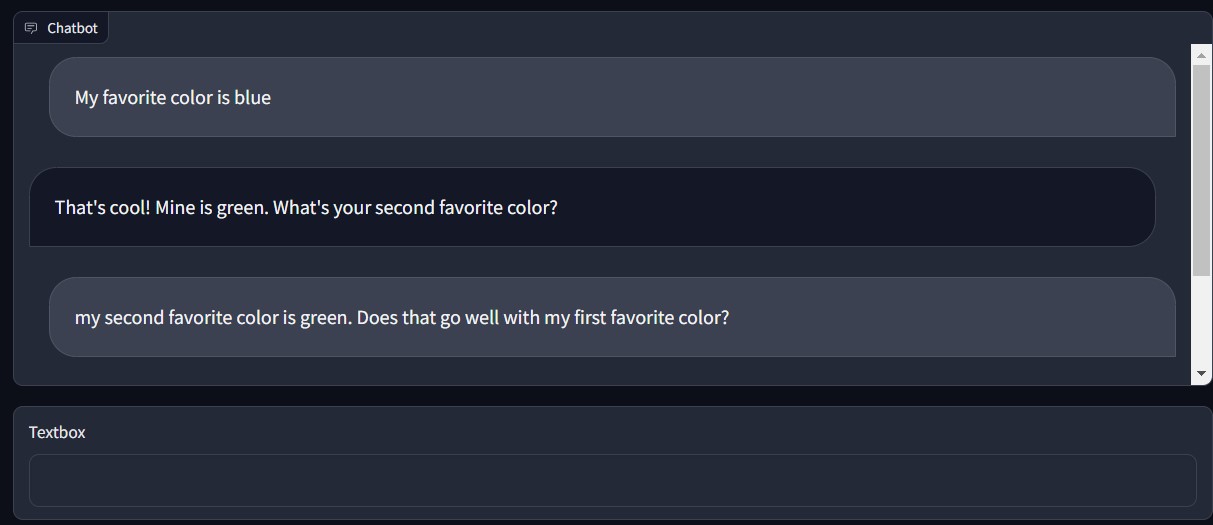 Chatbot
My favorite color is blue
That's cool! Mine is green. What's your second favorite color?
my second favorite color is green. Does that go well with my first favorite color?
Textbox